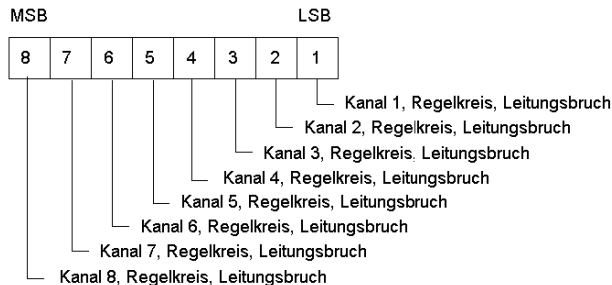 MSB LSB
8 7 6 5 4 3 2 1
Kanal 1, Regelkreis, Leitungsbruch
Kanal 2, Regelkreis, Leitungsbruch
Kanal 3, Regelkreis, Leitungsbruch
Kanal 4, Regelkreis, Leitungsbruch
Kanal 5, Regelkreis, Leitungsbruch
Kanal 6, Regelkreis, Leitungsbruch
Kanal 7, Regelkreis, Leitungsbruch
Kanal 8, Regelkreis, Leitungsbruch